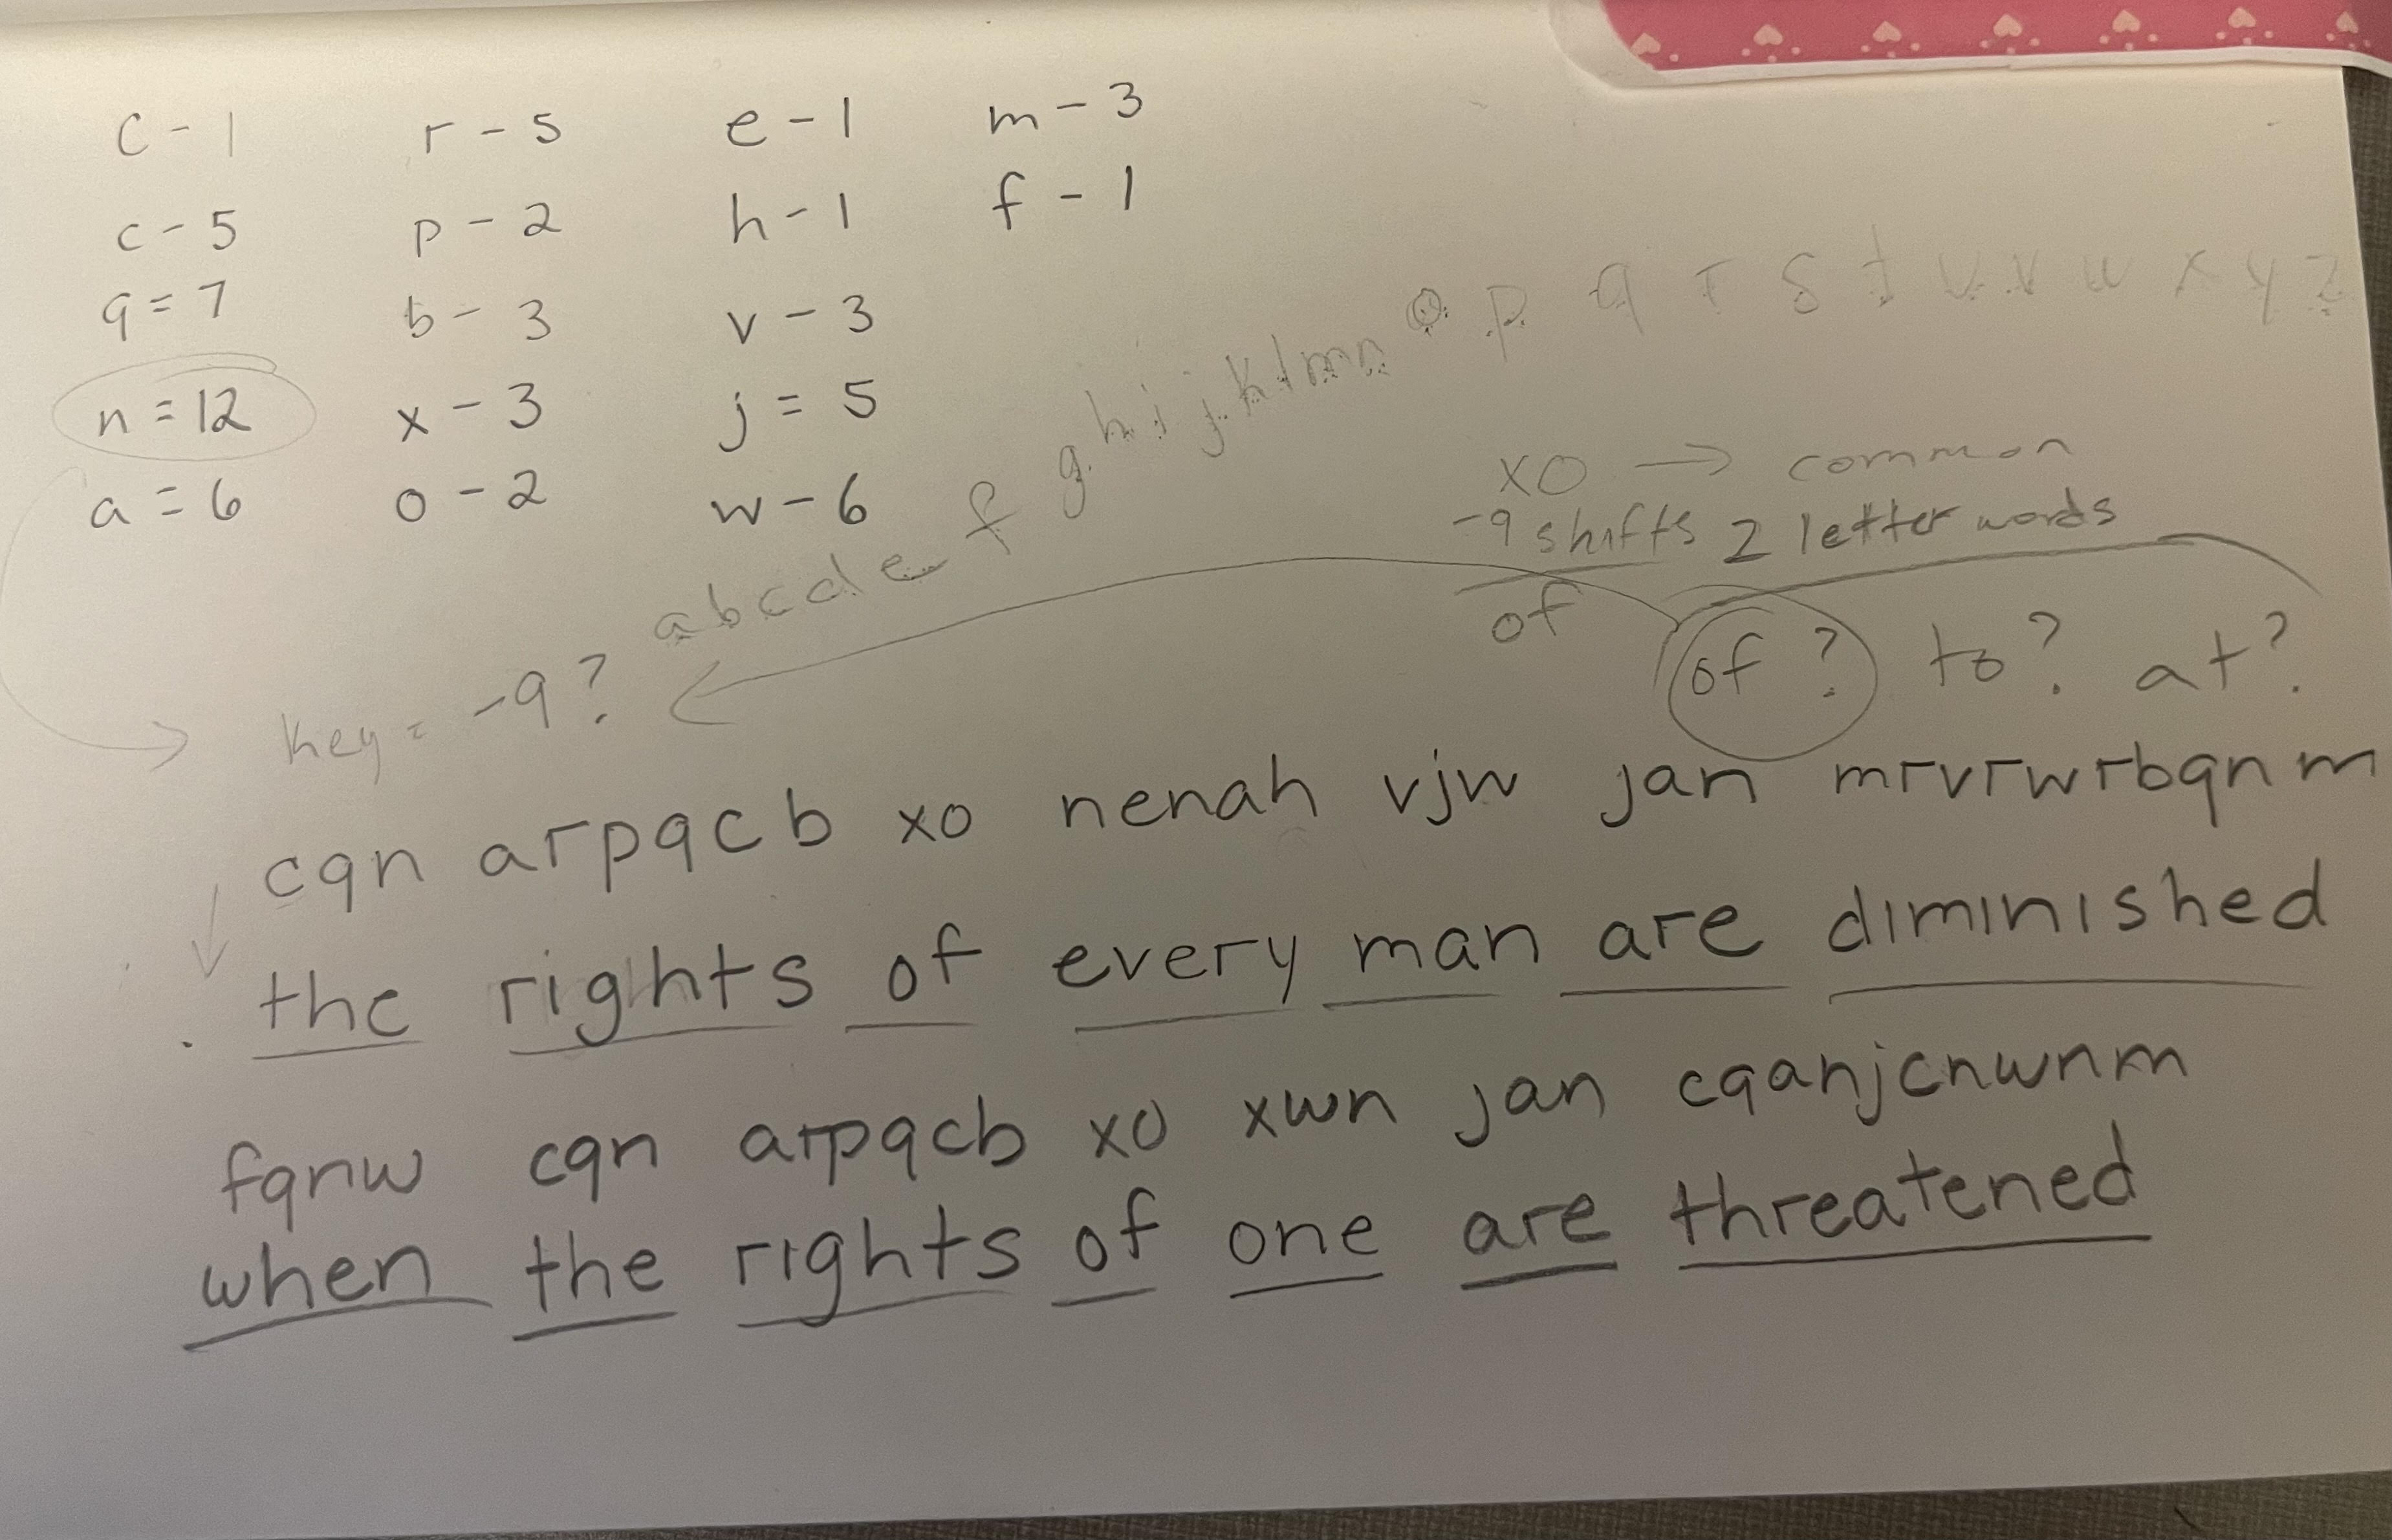 C - 1 r - 5 e - 1 m - 3
c - 5 p - 2 h - 1 f - 1
q = 7 b - 3 v - 3
n = 12 x - 3 j = 5
a = 6 o - 2 w - 6
a b c d e f g h i j k l m n o p q r s t u v w x y z
xo → common
-9 shifts 2 letter words
of of? to? at?
key = -9?
cqn arpqcb xo nenah vjw jan mrvrwrbqnm
the rights of every man are diminished
fqnw cqn arpqcb xo xwn jan cqanjcnwnm
when the rights of one are threatened